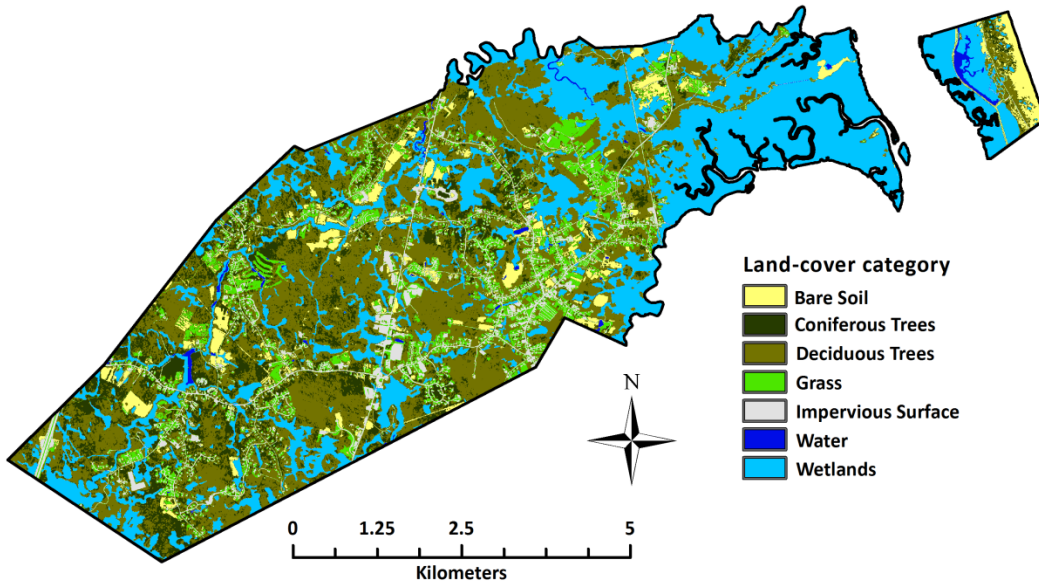 Land-cover category
Bare Soil
Coniferous Trees
Deciduous Trees
Grass
Impervious Surface
Water
Wetlands
N
0 1.25 2.5 5
Kilometers